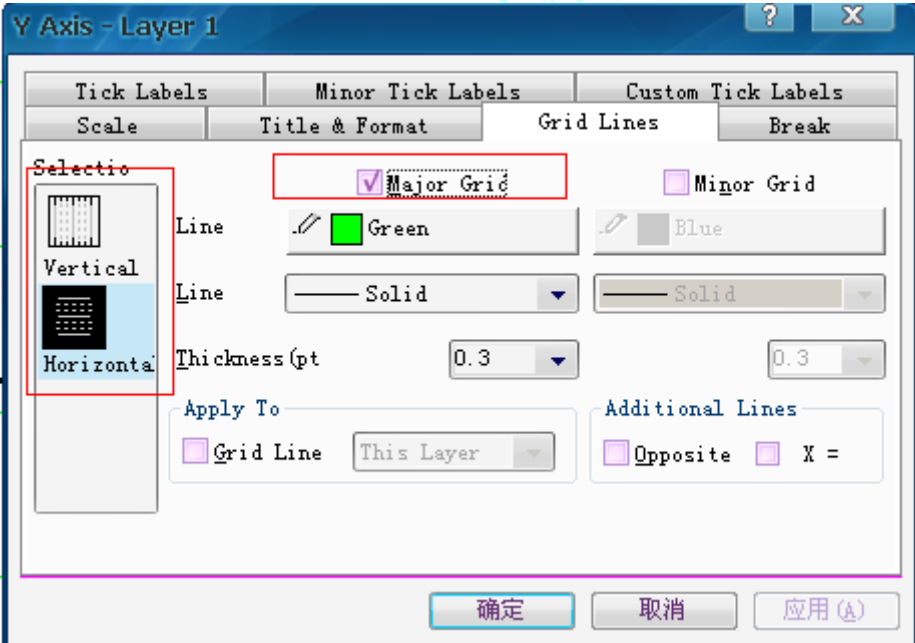 Y Axis - Layer 1
?
X
Tick Labels
Minor Tick Labels
Custom Tick Labels
Scale
Title & Format
Grid Lines
Break
Selectio
Major Grid
Minor Grid
Vertical
Horizonta
Line
Green
Blue
Line
Solid
Solid
Thickness(pt
0.3
0.3
Apply To
Grid Line
This Layer
Additional Lines
Opposite
X =
确定
取消
应用(A)